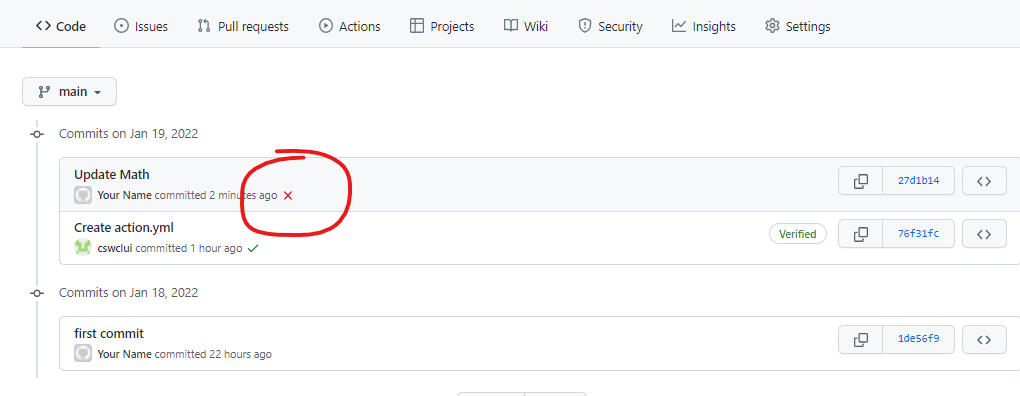 Code Issues Pull requests Actions Projects Wiki Security Insights Settings
main
Commits on Jan 19, 2022
Update Math
27d1b14
Your Name committed 2 minutes ago
Create action.yml
Verified 76f31fc
cswclui committed 1 hour ago
Commits on Jan 18, 2022
first commit
1de56f9
Your Name committed 22 hours ago